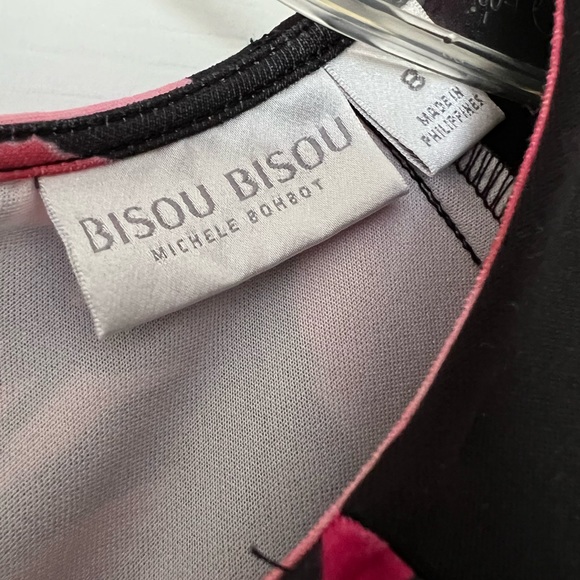 BISOU BISOU
MICHELE BOHBOT
8
MADE IN
PHILIPPINES